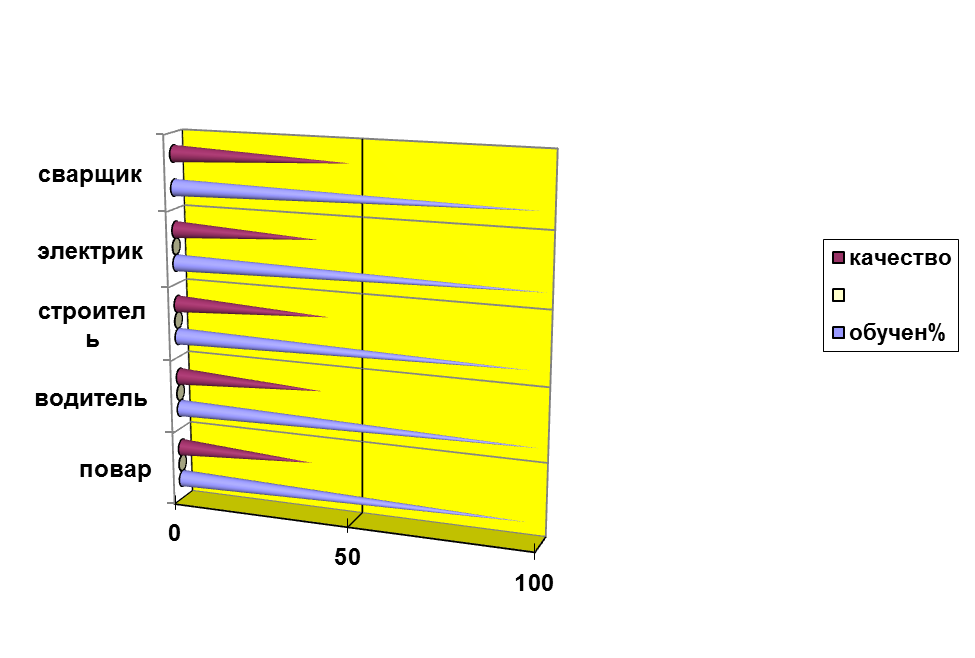 сварщик
электрик
строител
ь
водитель
повар
0
50
100
качество
обучен%